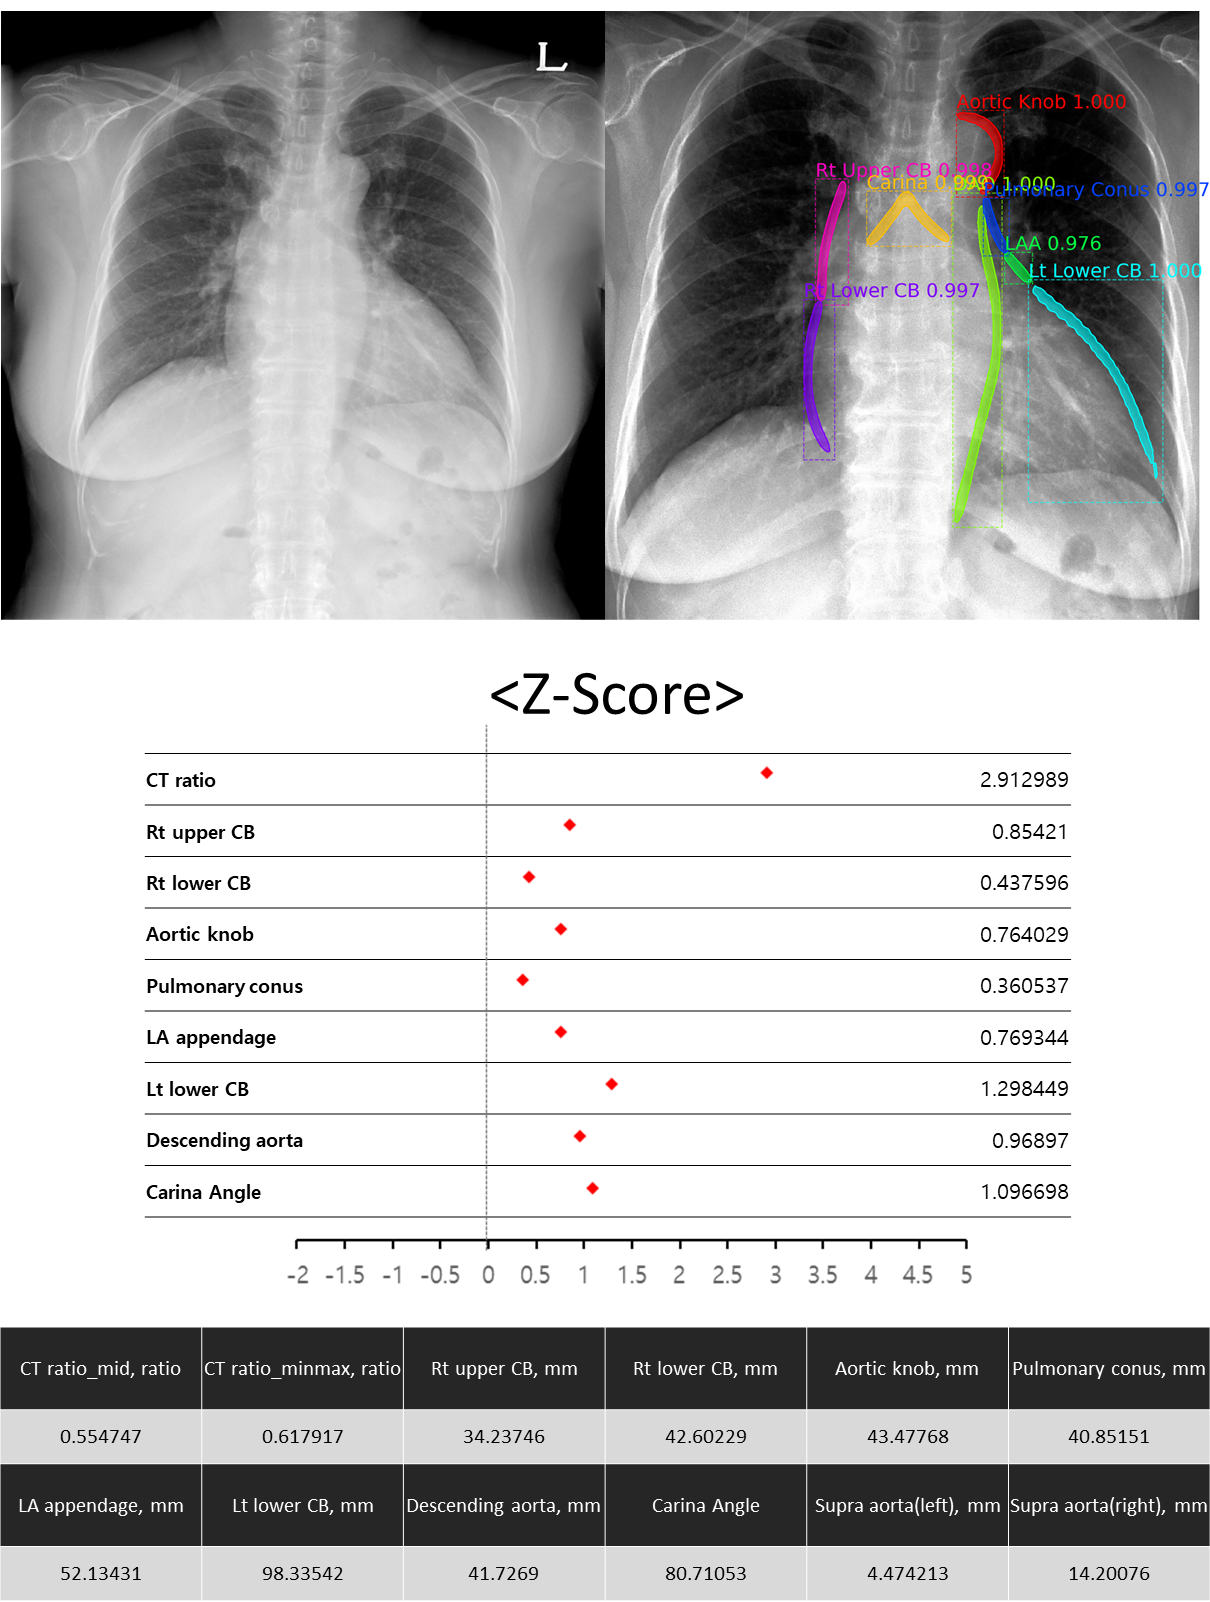 L
Aortic Knob 1.000
Rt Upper CB 0.998
Carina 0.999
1.000
Pulmonary Conus 0.997
LAA 0.976
Lt Lower CB 1.000
Rt Lower CB 0.997
<Z-Score>
CT ratio 2.912989
Rt upper CB 0.85421
Rt lower CB 0.437596
Aortic knob 0.764029
Pulmonary conus 0.360537
LA appendage 0.769344
Lt lower CB 1.298449
Descending aorta 0.96897
Carina Angle 1.096698
-2 -1.5 -1 -0.5 0 0.5 1 1.5 2 2.5 3 3.5 4 4.5 5
CT ratio_mid, ratio CT ratio_minmax, ratio Rt upper CB, mm Rt lower CB, mm Aortic knob, mm Pulmonary conus, mm
0.554747 0.617917 34.23746 42.60229 43.47768 40.85151
LA appendage, mm Lt lower CB, mm Descending aorta, mm Carina Angle Supra aorta(left), mm Supra aorta(right), mm
52.13431 98.33542 41.7269 80.71053 4.474213 14.20076